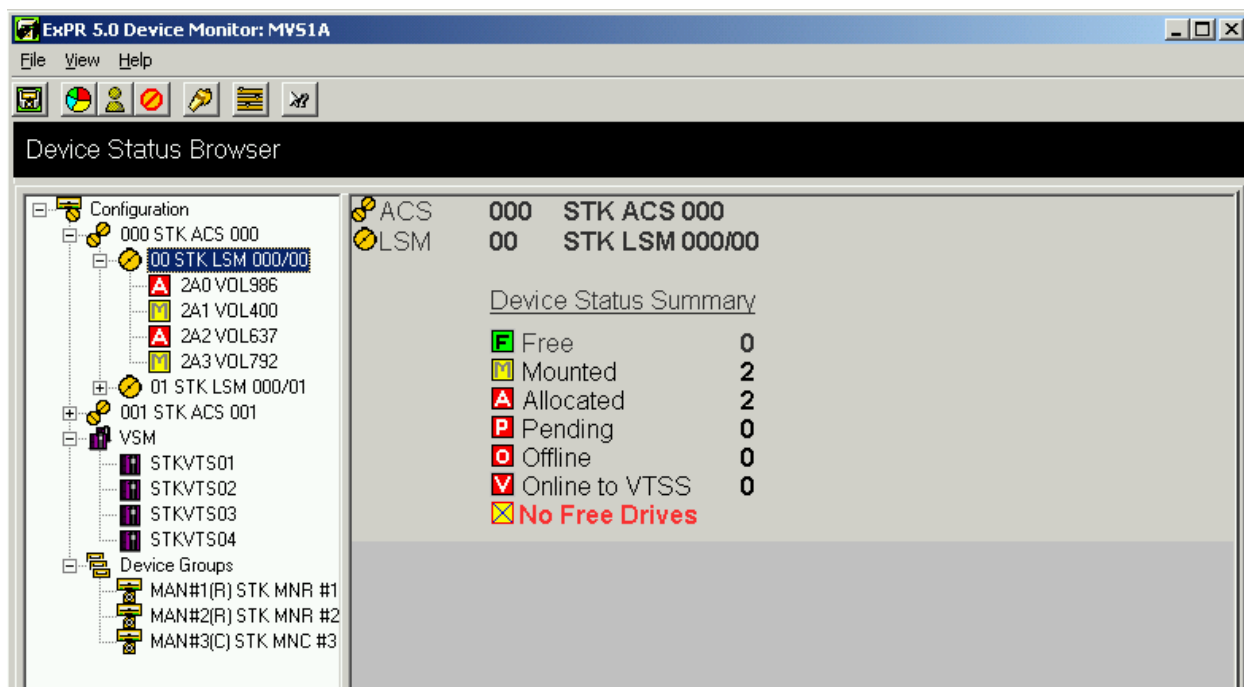 ExPR 5.0 Device Monitor: MVS1A
File View Help
Device Status Browser
Configuration
000 STK ACS 000
00 STK LSM 000/00
A 2A0 VOL986
M 2A1 VOL400
A 2A2 VOL637
M 2A3 VOL792
01 STK LSM 000/01
001 STK ACS 001
VSM
STKVTS01
STKVTS02
STKVTS03
STKVTS04
Device Groups
MAN#1(R) STK MNR #1
MAN#2(R) STK MNR #2
MAN#3(C) STK MNC #3
ACS 000 STK ACS 000
LSM 00 STK LSM 000/00
Device Status Summary
F Free 0
M Mounted 2
A Allocated 2
P Pending 0
O Offline 0
V Online to VTSS 0
No Free Drives